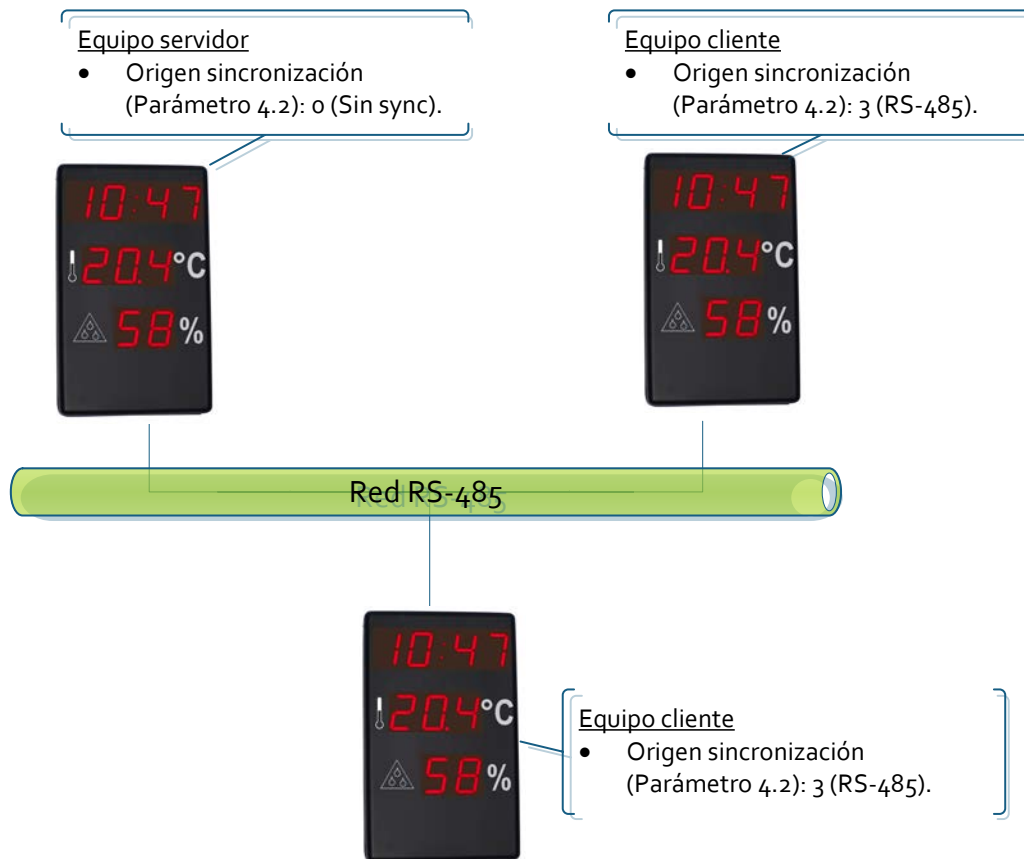 Equipo servidor
• Origen sincronización
(Parámetro 4.2): 0 (Sin sync).
Equipo cliente
• Origen sincronización
(Parámetro 4.2): 3 (RS-485).
10:47
20.4°C
58%
10:47
20.4°C
58%
Red RS-485
10:47
20.4°C
58%
Equipo cliente
• Origen sincronización
(Parámetro 4.2): 3 (RS-485).